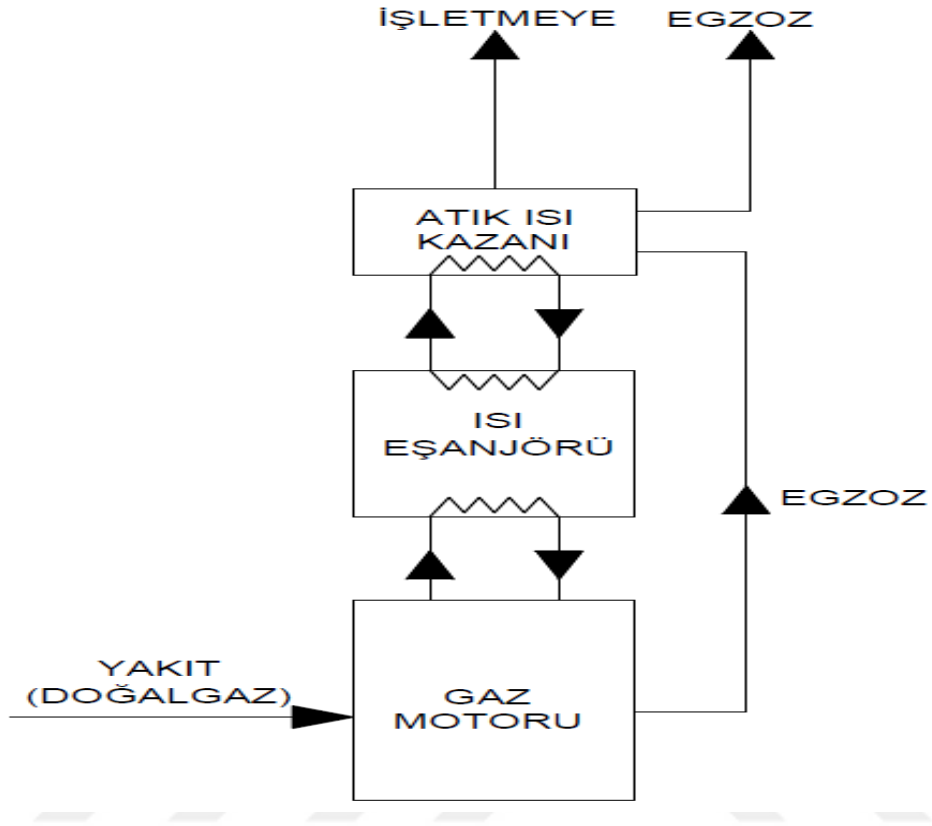 İŞLETMEYE
EGZOZ
ATIK ISI
KAZANI
ISI
EŞANJÖRÜ
EGZOZ
YAKIT
(DOĞALGAZ)
GAZ
MOTORU